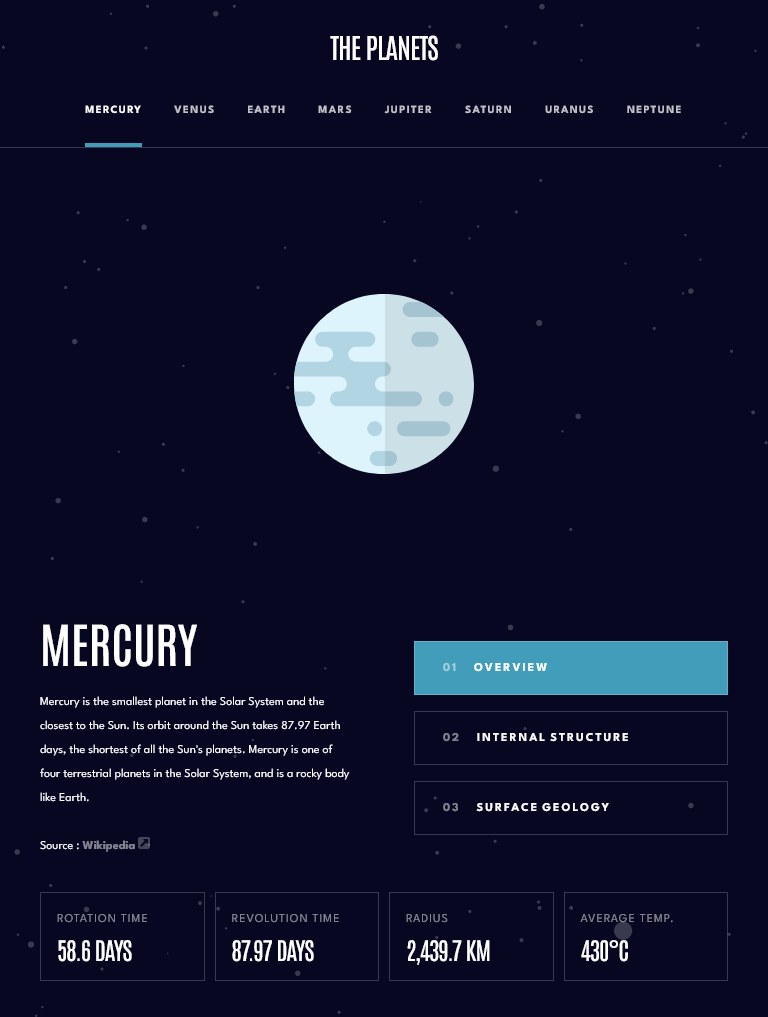 THE PLANETS
MERCURY VENUS EARTH MARS JUPITER SATURN URANUS NEPTUNE
MERCURY
Mercury is the smallest planet in the Solar System and the
closest to the Sun. Its orbit around the Sun takes 87.97 Earth
days, the shortest of all the Sun's planets. Mercury is one of
four terrestrial planets in the Solar System, and is a rocky body
like Earth.
Source : Wikipedia
01 OVERVIEW
02 INTERNAL STRUCTURE
03 SURFACE GEOLOGY
ROTATION TIME
58.6 DAYS
REVOLUTION TIME
87.97 DAYS
RADIUS
2,439.7 KM
AVERAGE TEMP.
430°C